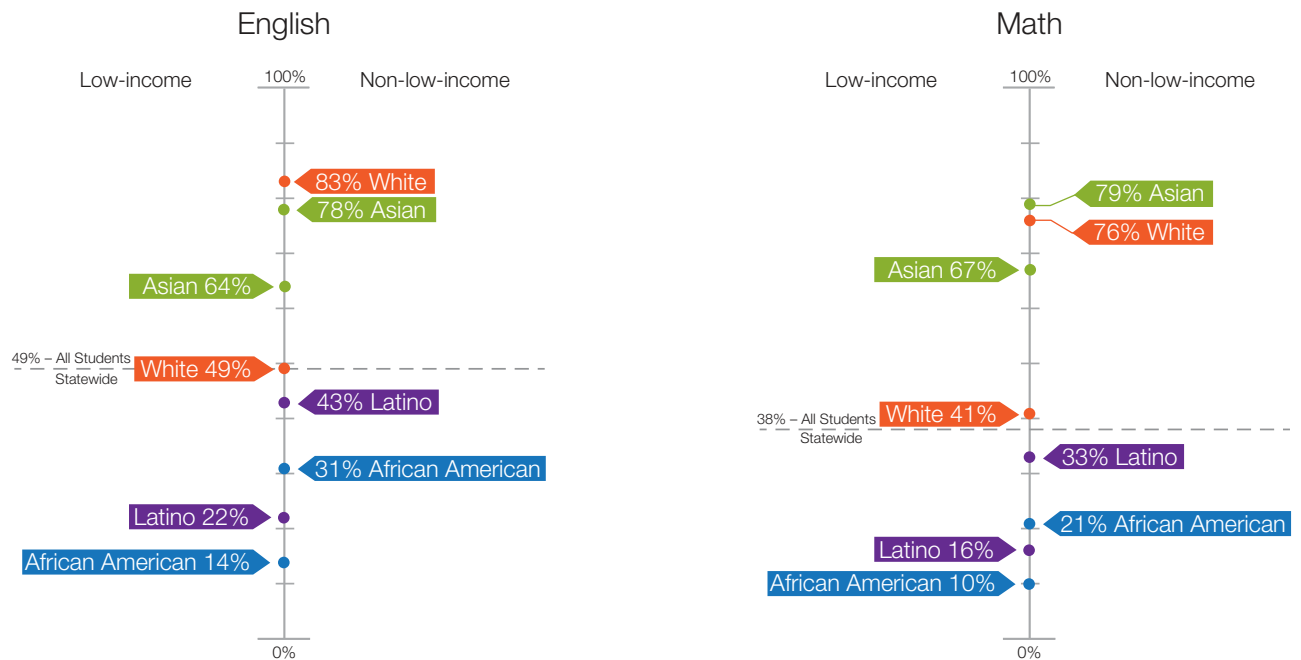 English
Low-income
100%
Non-low-income
83% White
78% Asian
Asian 64%
49% – All Students
Statewide
White 49%
43% Latino
31% African American
Latino 22%
African American 14%
0%
Math
Low-income
100%
Non-low-income
79% Asian
76% White
Asian 67%
White 41%
38% – All Students
Statewide
33% Latino
21% African American
Latino 16%
African American 10%
0%